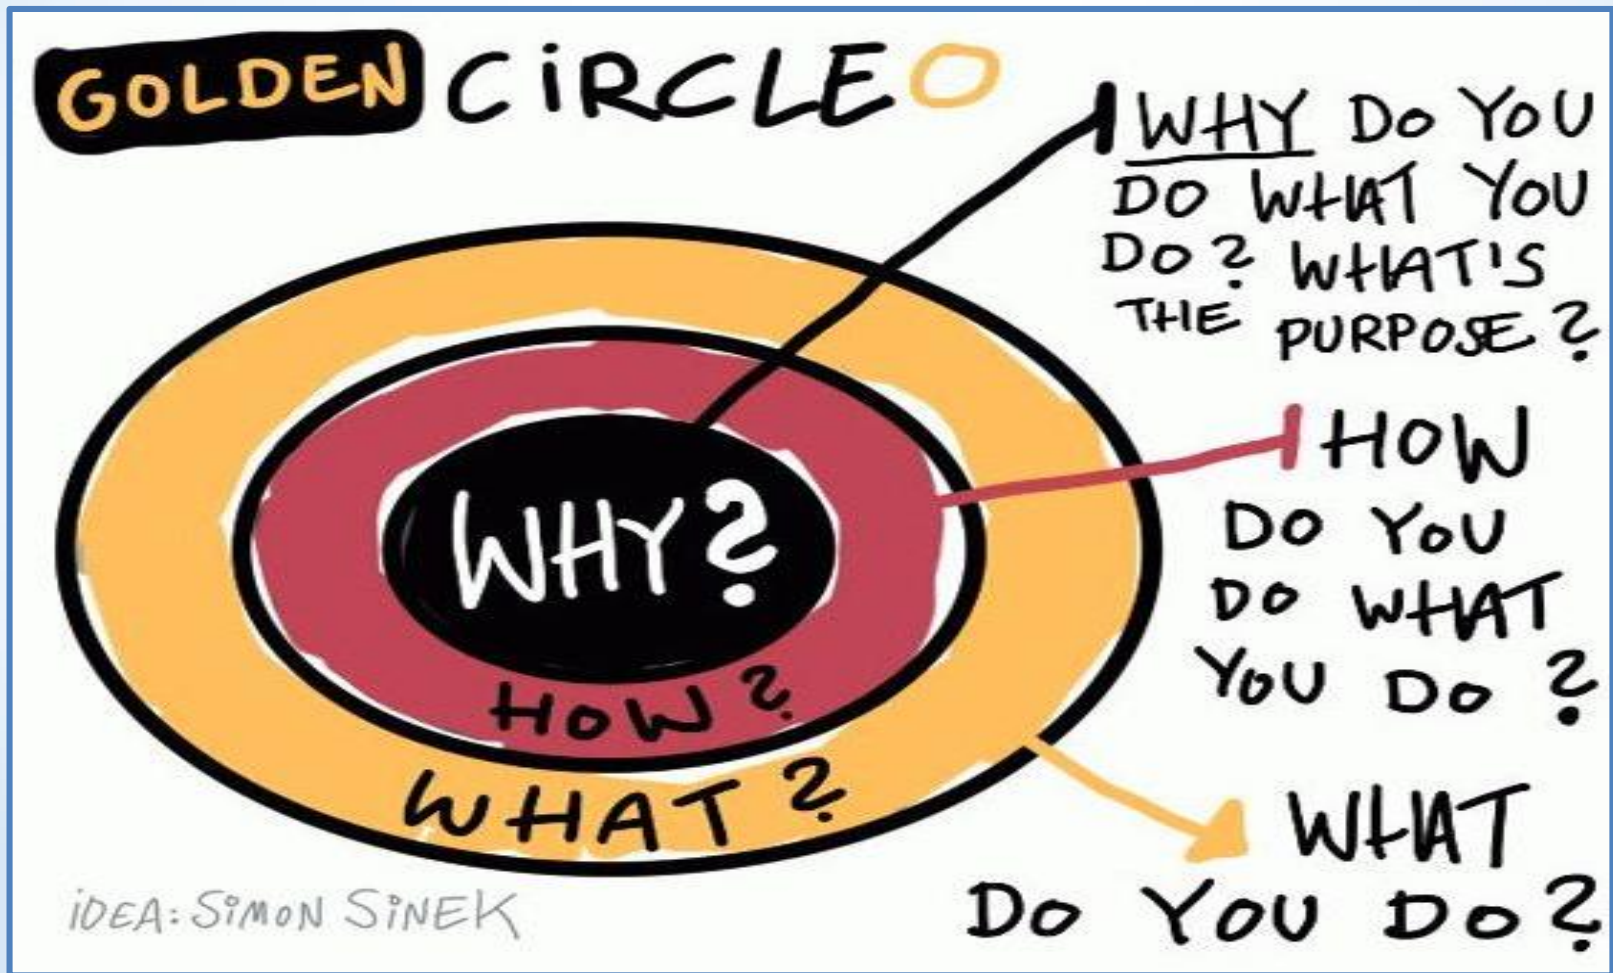 GOLDEN CiRCLE
WHY DO YOU
DO WHAT YOU
DO? WHAT'S
THE PURPOSE?
HOW
DO YOU
DO WHAT
YOU DO?
WHY?
HOW?
WHAT?
WHAT
DO YOU DO?
iDEA: SiMON SiNEK